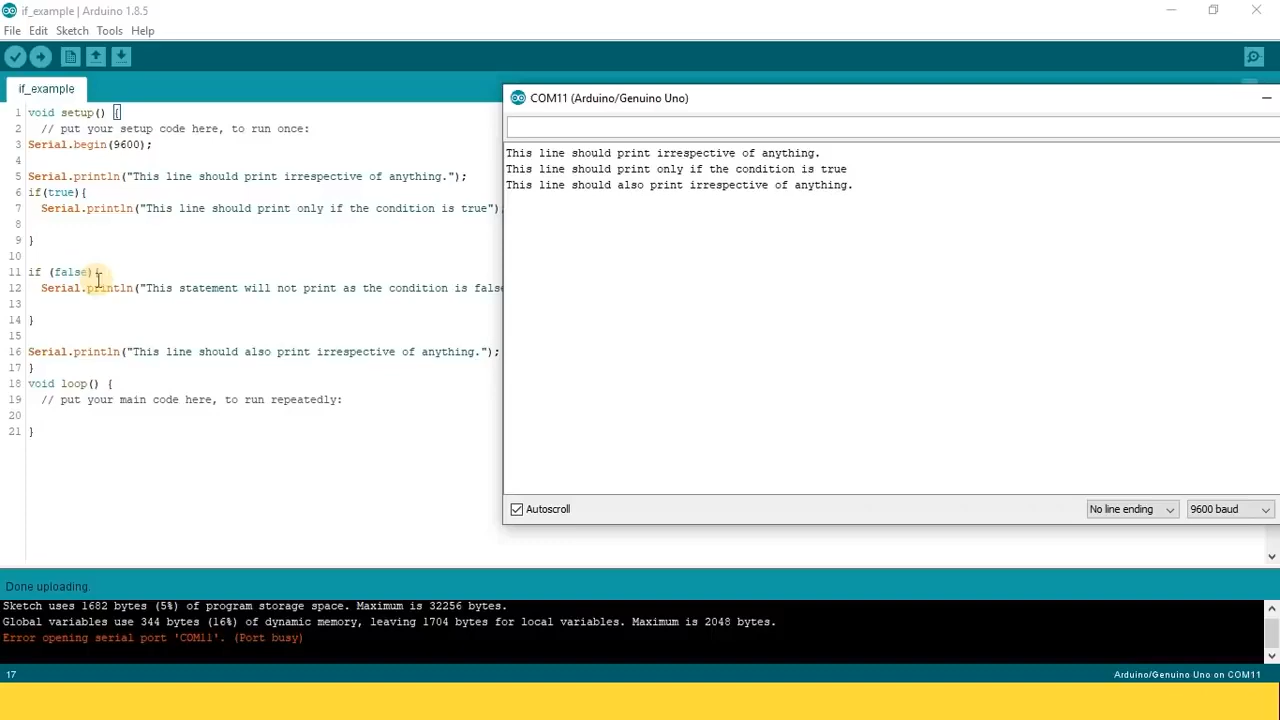 if_example | Arduino 1.8.5
File Edit Sketch Tools Help
if_example
1 void setup() {
2 // put your setup code here, to run once:
3 Serial.begin(9600);
4
5 Serial.println("This line should print irrespective of anything.");
6 if(true){
7 Serial.println("This line should print only if the condition is true");
8
9 }
10
11 if (false){
12 Serial.println("This statement will not print as the condition is false
13
14 }
15
16 Serial.println("This line should also print irrespective of anything.");
17 }
18 void loop() {
19 // put your main code here, to run repeatedly:
20
21 }
COM11 (Arduino/Genuino Uno)
This line should print irrespective of anything.
This line should print only if the condition is true
This line should also print irrespective of anything.
Autoscroll
No line ending
9600 baud
Done uploading.
Sketch uses 1682 bytes (5%) of program storage space. Maximum is 32256 bytes.
Global variables use 344 bytes (16%) of dynamic memory, leaving 1704 bytes for local variables. Maximum is 2048 bytes.
Error opening serial port 'COM11'. (Port busy)
17
Arduino/Genuino Uno on COM11